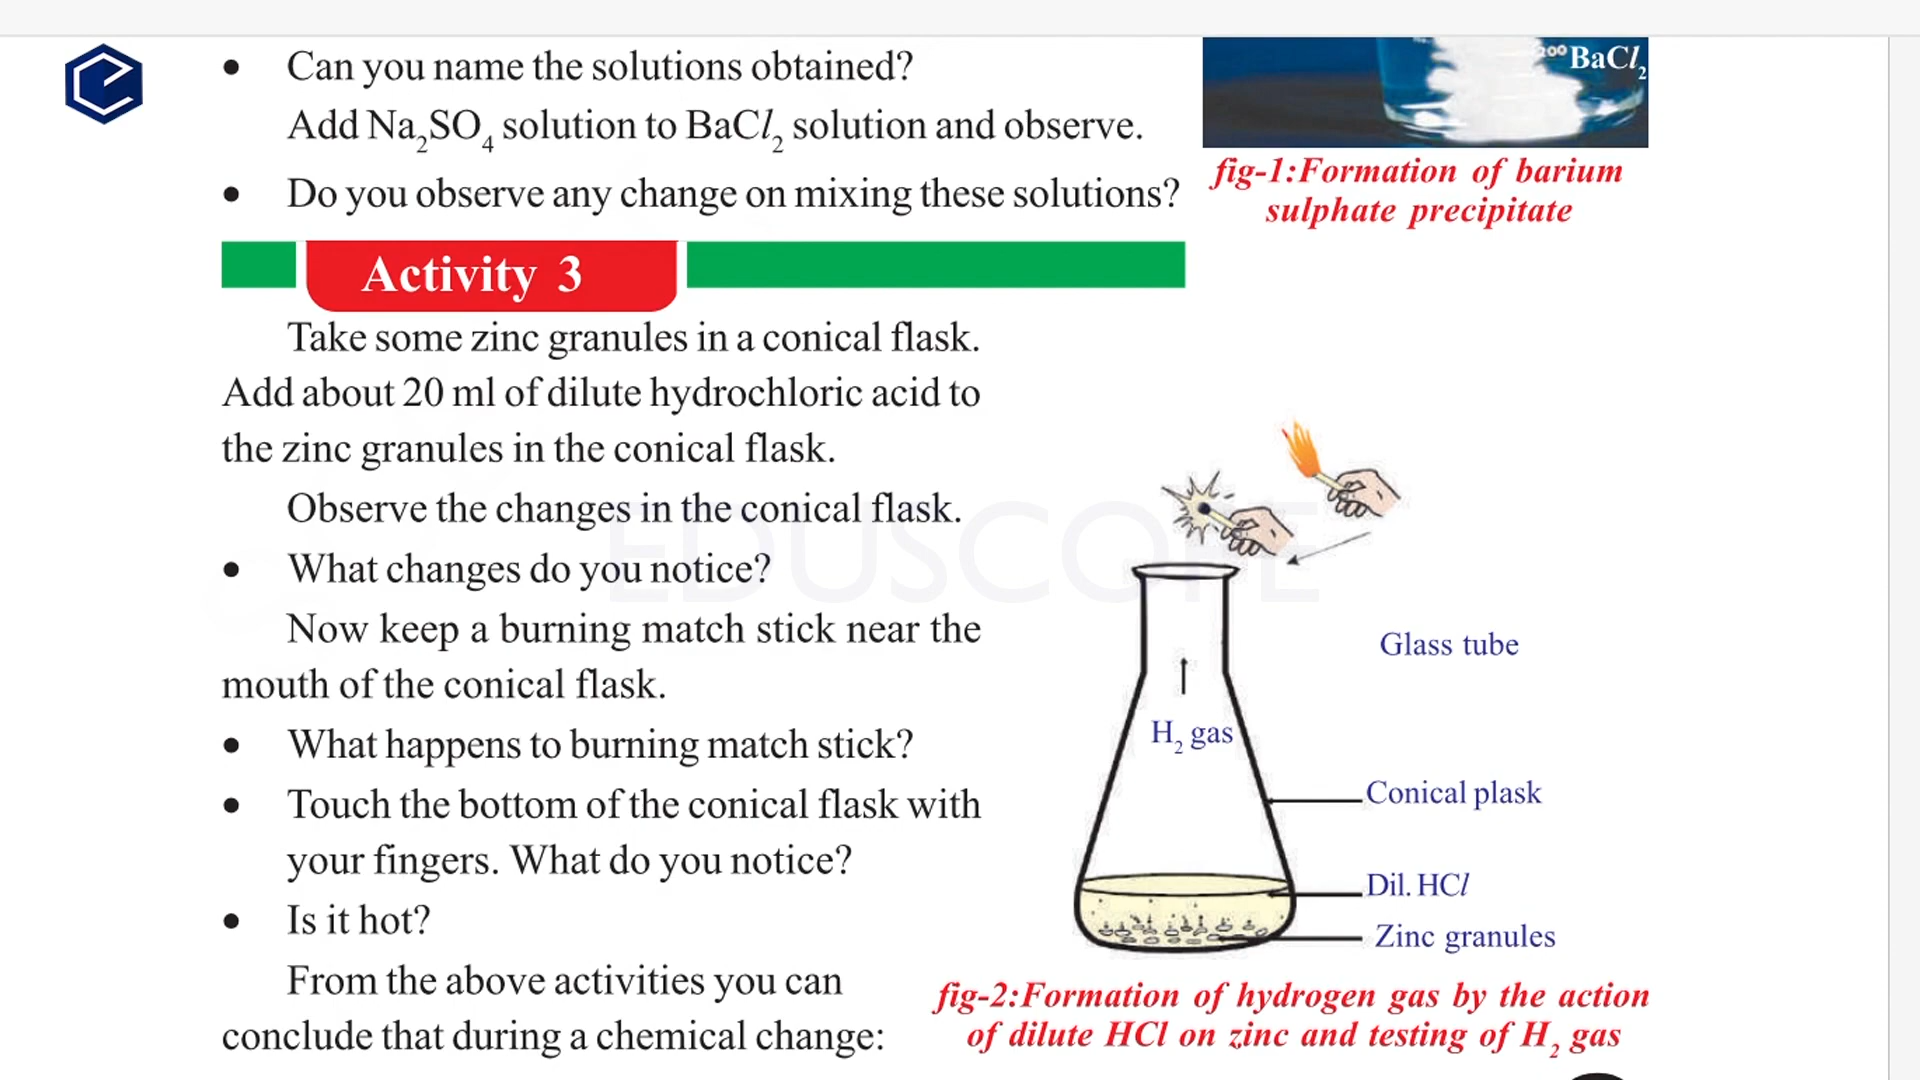 • Can you name the solutions obtained?
Add Na₂SO₄ solution to BaCl₂ solution and observe.
• Do you observe any change on mixing these solutions?
200 BaCl₂
fig-1:Formation of barium
sulphate precipitate
Activity 3
Take some zinc granules in a conical flask.
Add about 20 ml of dilute hydrochloric acid to
the zinc granules in the conical flask.
Observe the changes in the conical flask.
• What changes do you notice?
Now keep a burning match stick near the
mouth of the conical flask.
• What happens to burning match stick?
• Touch the bottom of the conical flask with
your fingers. What do you notice?
• Is it hot?
From the above activities you can
conclude that during a chemical change:
EDUSCOPE
Glass tube
H₂ gas
Conical plask
Dil. HCl
Zinc granules
fig-2:Formation of hydrogen gas by the action
of dilute HCl on zinc and testing of H₂ gas